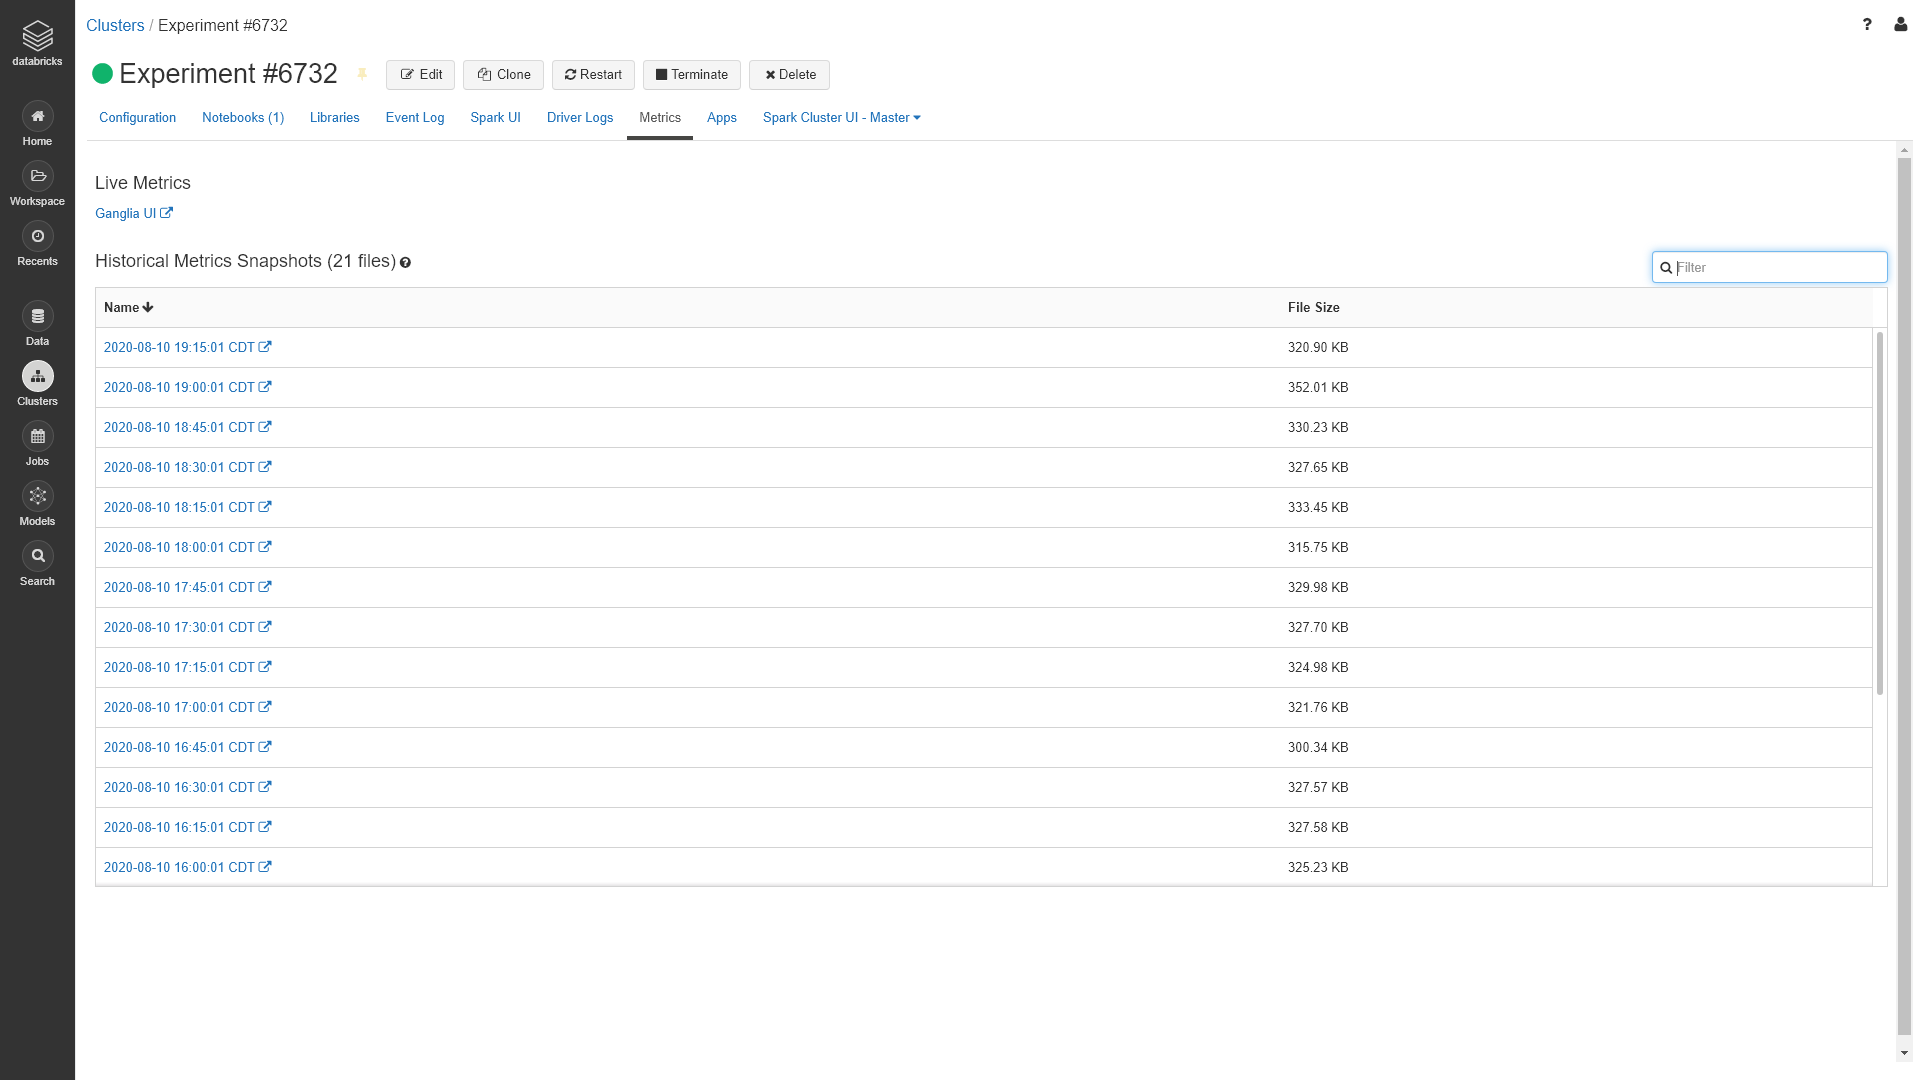 Clusters / Experiment #6732
?
databricks
Experiment #6732
Edit
Clone
Restart
Terminate
Delete
Configuration
Notebooks (1)
Libraries
Event Log
Spark UI
Driver Logs
Metrics
Apps
Spark Cluster UI - Master
Home
Workspace
Recents
Data
Clusters
Jobs
Models
Search
Live Metrics
Ganglia UI
Historical Metrics Snapshots (21 files) ?
Filter
Name File Size
2020-08-10 19:15:01 CDT 320.90 KB
2020-08-10 19:00:01 CDT 352.01 KB
2020-08-10 18:45:01 CDT 330.23 KB
2020-08-10 18:30:01 CDT 327.65 KB
2020-08-10 18:15:01 CDT 333.45 KB
2020-08-10 18:00:01 CDT 315.75 KB
2020-08-10 17:45:01 CDT 329.98 KB
2020-08-10 17:30:01 CDT 327.70 KB
2020-08-10 17:15:01 CDT 324.98 KB
2020-08-10 17:00:01 CDT 321.76 KB
2020-08-10 16:45:01 CDT 300.34 KB
2020-08-10 16:30:01 CDT 327.57 KB
2020-08-10 16:15:01 CDT 327.58 KB
2020-08-10 16:00:01 CDT 325.23 KB